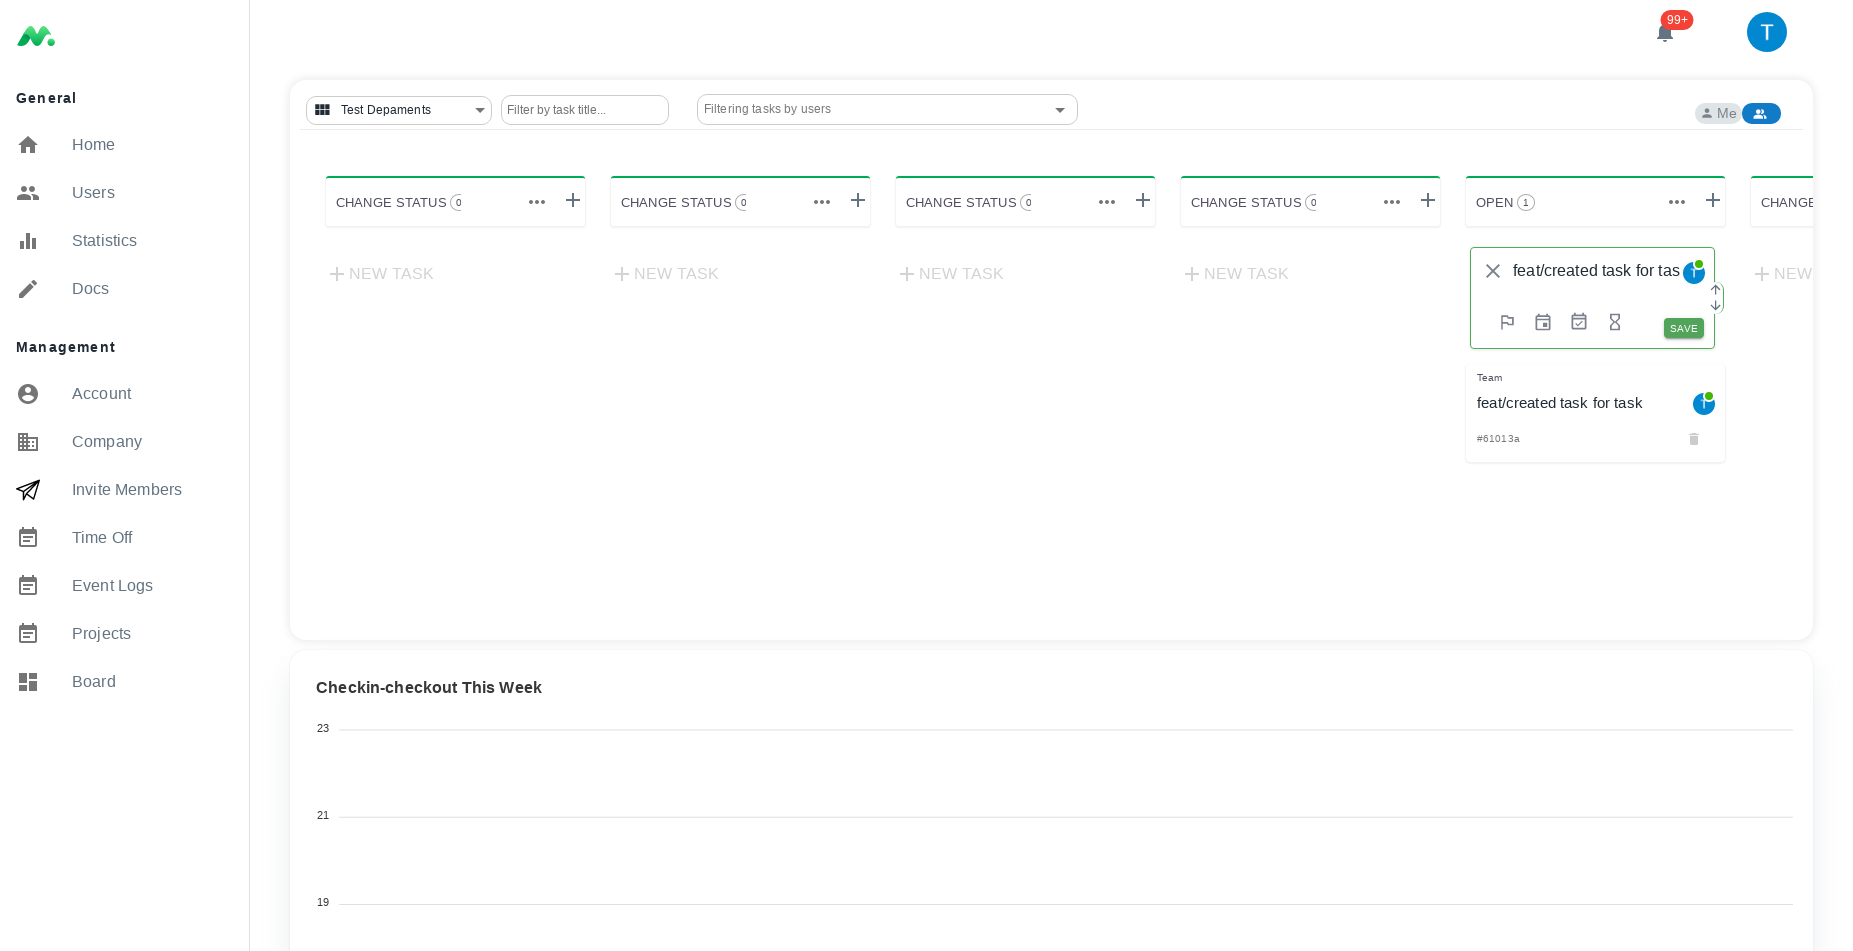 99+
T
General
Home
Users
Statistics
Docs
Management
Account
Company
Invite Members
Time Off
Event Logs
Projects
Board
Test Depaments
Filter by task title...
Filtering tasks by users
Me
CHANGE STATUS 0
NEW TASK
CHANGE STATUS 0
NEW TASK
CHANGE STATUS 0
NEW TASK
CHANGE STATUS 0
NEW TASK
OPEN 1
feat/created task for tas
T
SAVE
Team
feat/created task for task
T
#61013a
CHANGE
NEW
Checkin-checkout This Week
23
21
19